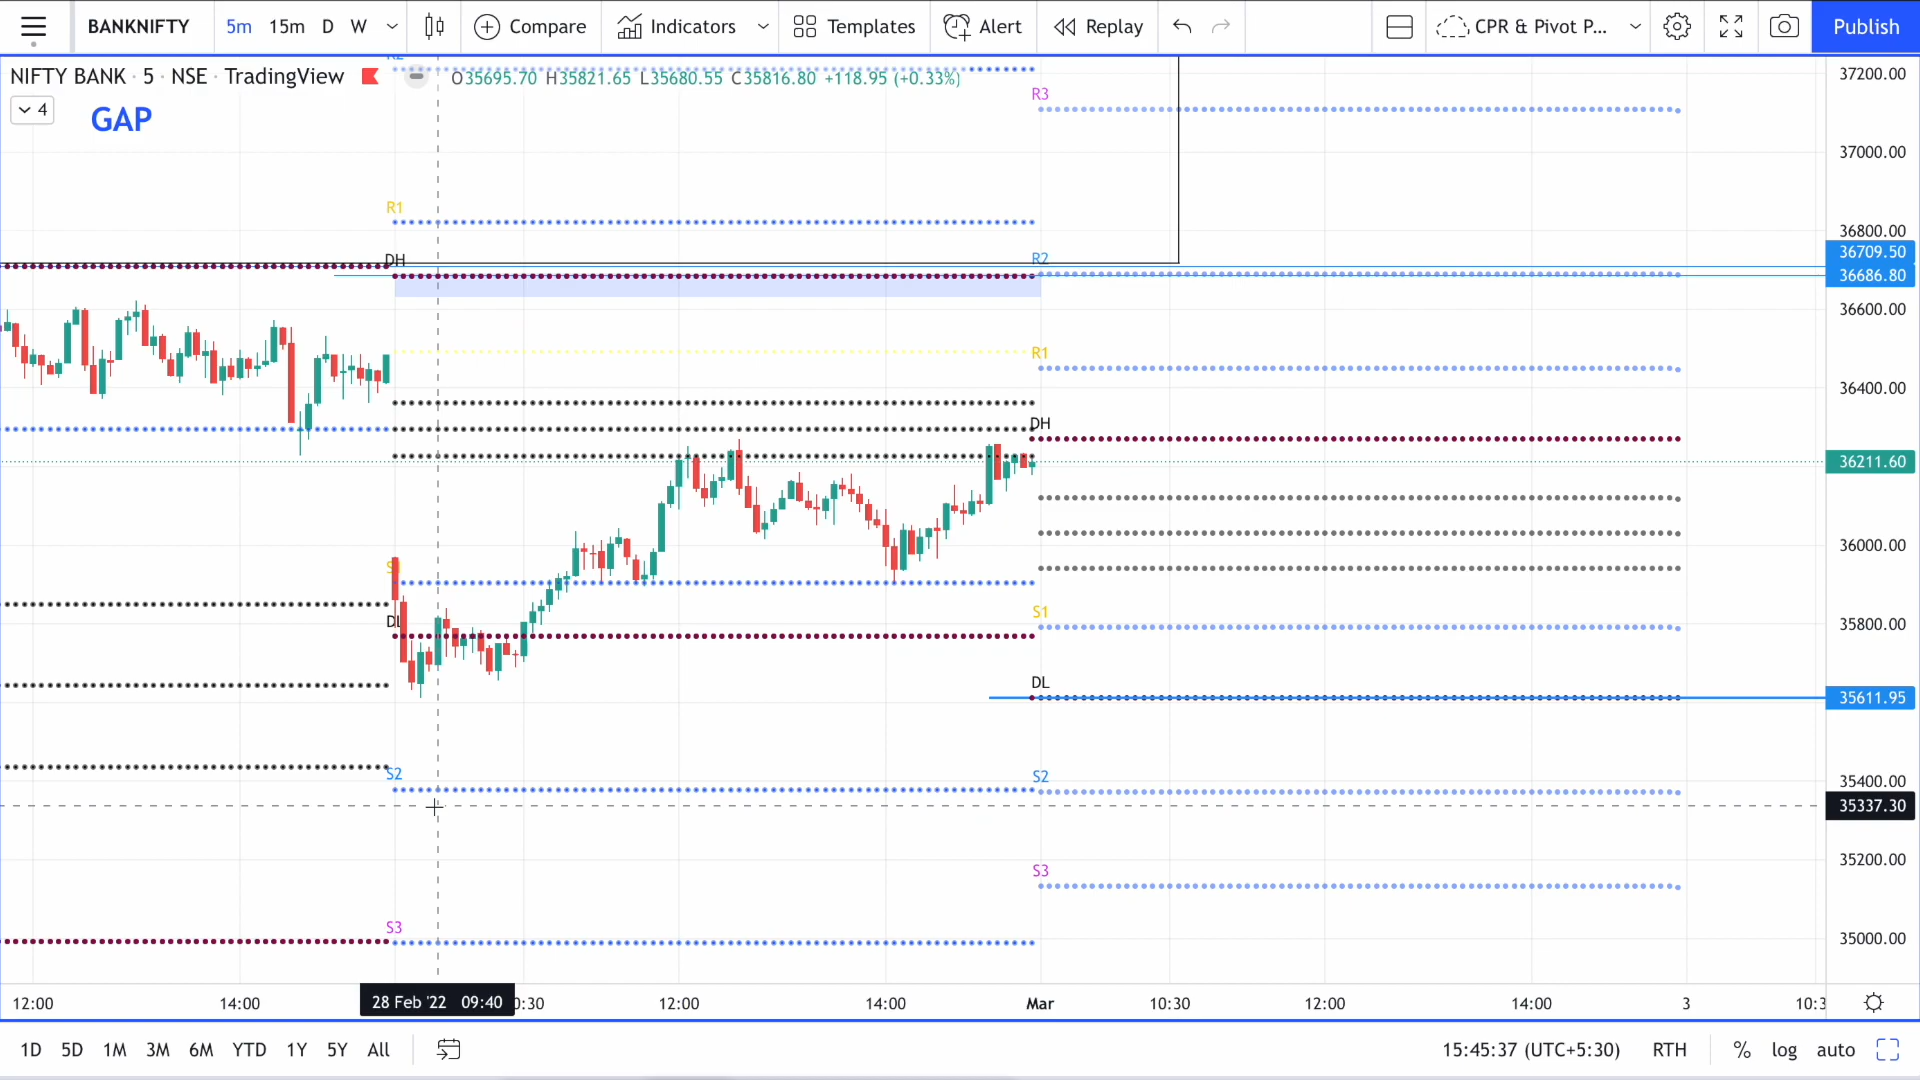 BANKNIFTY 5m 15m D W Compare Indicators Templates Alert Replay CPR & Pivot P... Publish
NIFTY BANK · 5 · NSE · TradingView O35695.70 H35821.65 L35680.55 C35816.80 +118.95 (+0.33%)
4
GAP
R3
R1
DH
R2
R1
DH
DL
S1
DL
S2
S2
S3
S3
37200.00
37000.00
36800.00
36709.50
36686.80
36600.00
36400.00
36211.60
36000.00
35800.00
35611.95
35400.00
35337.30
35200.00
35000.00
12:00 14:00 28 Feb '22 09:40 0:30 12:00 14:00 Mar 10:30 12:00 14:00 3 10:3
1D 5D 1M 3M 6M YTD 1Y 5Y All 15:45:37 (UTC+5:30) RTH % log auto